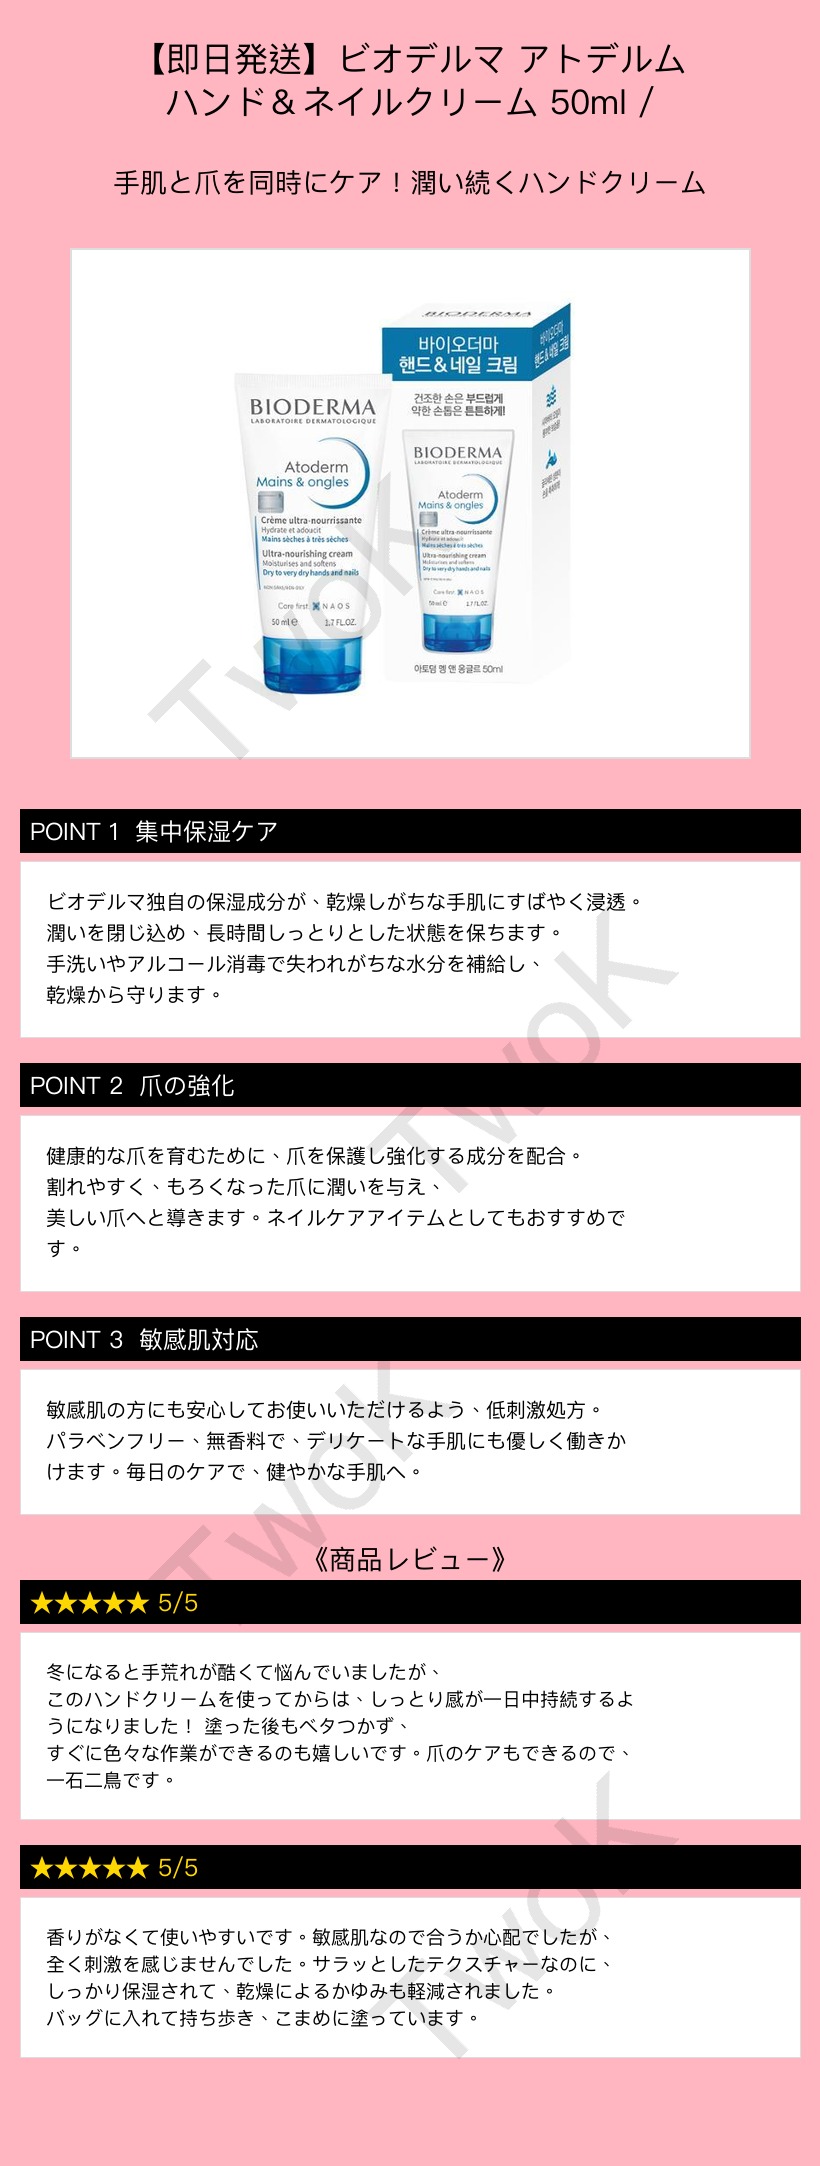 【即日発送】ビオデルマ アトデルム
ハンド＆ネイルクリーム 50ml /
手肌と爪を同時にケア！潤い続くハンドクリーム
BIODERMA
LABORATOIRE DERMATOLOGIQUE
Atoderm
Mains & ongles
Crème ultra-nourrissante
Hydrate et adoucit
Mains sèches à très sèches
Ultra-nourishing cream
Moisturises and softens
Dry to very dry hands and nails
Care first. NAOS
50 ml e 1.7 FL.OZ.
BIODERMA
바이오더마
핸드&네일 크림
건조한 손은 부드럽게
약한 손톱은 튼튼하게!
BIODERMA
LABORATOIRE DERMATOLOGIQUE
Atoderm
Mains & ongles
Crème ultra-nourrissante
Hydrate et adoucit
Mains sèches à très sèches
Ultra-nourishing cream
Moisturises and softens
Dry to very dry hands and nails
Care first. NAOS
50 ml e 1.7 FL.OZ.
아토덤 멩 앤 옹글르 50ml
바이오더마
핸드&네일 크림
TwoK
POINT 1 集中保湿ケア
ビオデルマ独自の保湿成分が、乾燥しがちな手肌にすばやく浸透。
潤いを閉じ込め、長時間しっとりとした状態を保ちます。
手洗いやアルコール消毒で失われがちな水分を補給し、
乾燥から守ります。
TwoK
POINT 2 爪の強化
健康的な爪を育むために、爪を保護し強化する成分を配合。
割れやすく、もろくなった爪に潤いを与え、
美しい爪へと導きます。ネイルケアアイテムとしてもおすすめで
す。
POINT 3 敏感肌対応
敏感肌の方にも安心してお使いいただけるよう、低刺激処方。
パラベンフリー、無香料で、デリケートな手肌にも優しく働きか
けます。毎日のケアで、健やかな手肌へ。
TwoK
《商品レビュー》
★★★★★ 5/5
冬になると手荒れが酷くて悩んでいましたが、
このハンドクリームを使ってからは、しっとり感が一日中持続するよ
うになりました！ 塗った後もベタつかず、
すぐに色々な作業ができるのも嬉しいです。爪のケアもできるので、
一石二鳥です。
★★★★★ 5/5
香りがなくて使いやすいです。敏感肌なので合うか心配でしたが、
全く刺激を感じませんでした。サラッとしたテクスチャーなのに、
しっかり保湿されて、乾燥によるかゆみも軽減されました。
バッグに入れて持ち歩き、こまめに塗っています。
TwoK